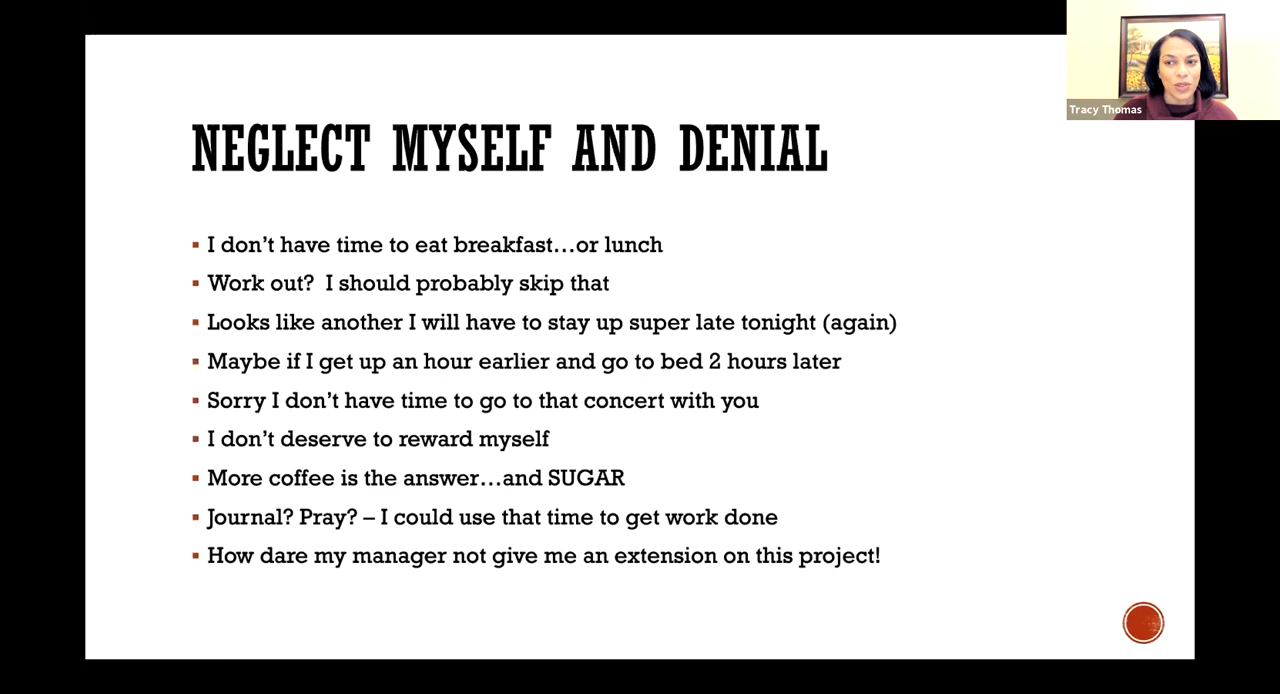 Tracy Thomas
NEGLECT MYSELF AND DENIAL
I don’t have time to eat breakfast…or lunch
Work out?  I should probably skip that
Looks like another I will have to stay up super late tonight (again)
Maybe if I get up an hour earlier and go to bed 2 hours later
Sorry I don’t have time to go to that concert with you
I don’t deserve to reward myself
More coffee is the answer…and SUGAR
Journal? Pray? – I could use that time to get work done
How dare my manager not give me an extension on this project!